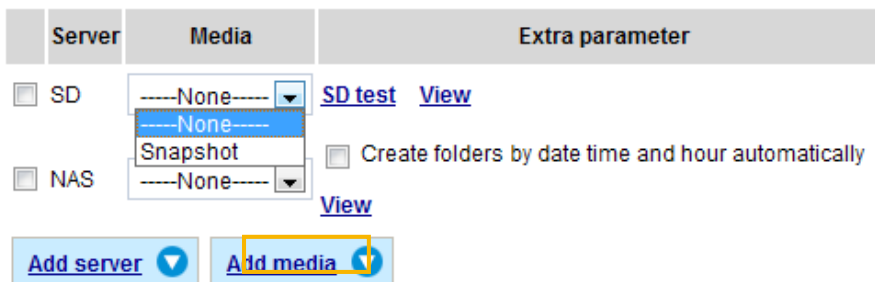 Server Media Extra parameter
SD -----None----- SD test View
-----None-----
Snapshot
Create folders by date time and hour automatically
NAS -----None-----
View
Add server Add media